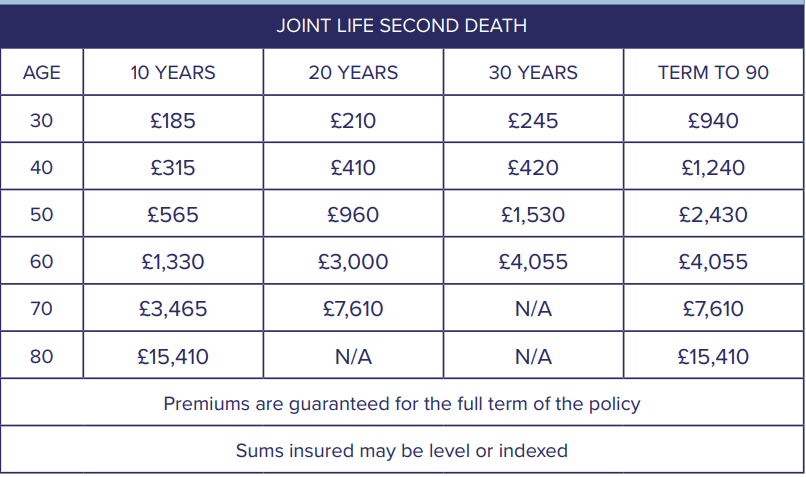 JOINT LIFE SECOND DEATH
AGE 10 YEARS 20 YEARS 30 YEARS TERM TO 90
30 £185 £210 £245 £940
40 £315 £410 £420 £1,240
50 £565 £960 £1,530 £2,430
60 £1,330 £3,000 £4,055 £4,055
70 £3,465 £7,610 N/A £7,610
80 £15,410 N/A N/A £15,410
Premiums are guaranteed for the full term of the policy
Sums insured may be level or indexed